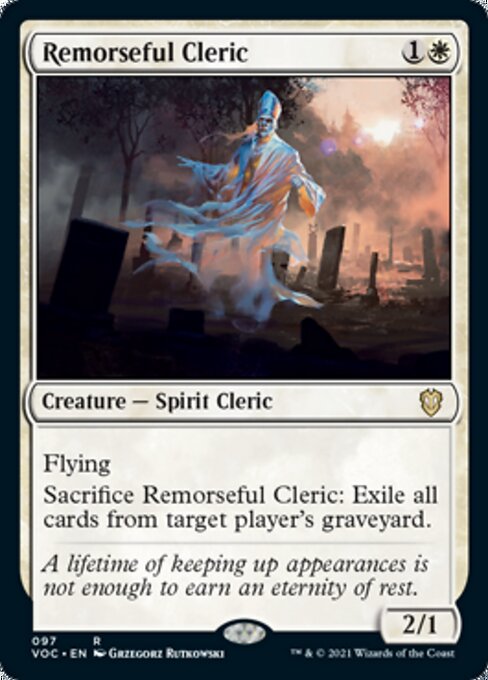 Remorseful Cleric 1
Creature — Spirit Cleric
Flying
Sacrifice Remorseful Cleric: Exile all
cards from target player's graveyard.
A lifetime of keeping up appearances is
not enough to earn an eternity of rest.
2/1
097 R
VOC • EN Grzegorz Rutkowski
™ & © 2021 Wizards of the Coast